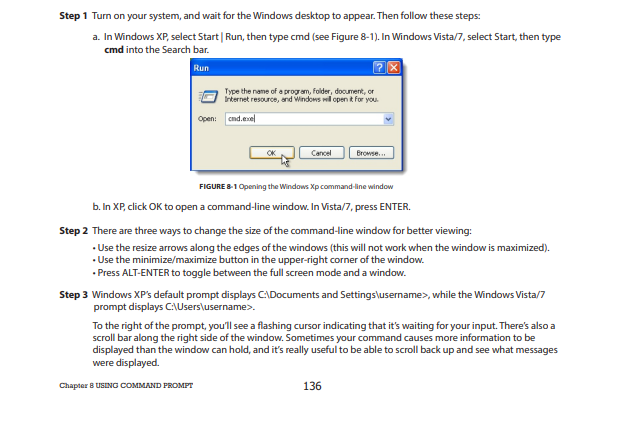 Step 1 Turn on your system, and wait for the Windows desktop to appear. Then follow these steps:
a. In Windows XP, select Start | Run, then type cmd (see Figure 8-1). In Windows Vista/7, select Start, then type
cmd into the Search bar.
Run
Type the name of a program, folder, document, or
Internet resource, and Windows will open it for you.
Open: cmd.exe
OK Cancel Browse...
FIGURE 8-1 Opening the Windows Xp command-line window
b. In XP, click OK to open a command-line window. In Vista/7, press ENTER.
Step 2 There are three ways to change the size of the command-line window for better viewing:
• Use the resize arrows along the edges of the windows (this will not work when the window is maximized).
• Use the minimize/maximize button in the upper-right corner of the window.
• Press ALT-ENTER to toggle between the full screen mode and a window.
Step 3 Windows XP's default prompt displays C:\Documents and Settings\username>, while the Windows Vista/7
prompt displays C:\Users\username>.
To the right of the prompt, you'll see a flashing cursor indicating that it's waiting for your input. There's also a
scroll bar along the right side of the window. Sometimes your command causes more information to be
displayed than the window can hold, and it's really useful to be able to scroll back up and see what messages
were displayed.
Chapter 8 USING COMMAND PROMPT 136